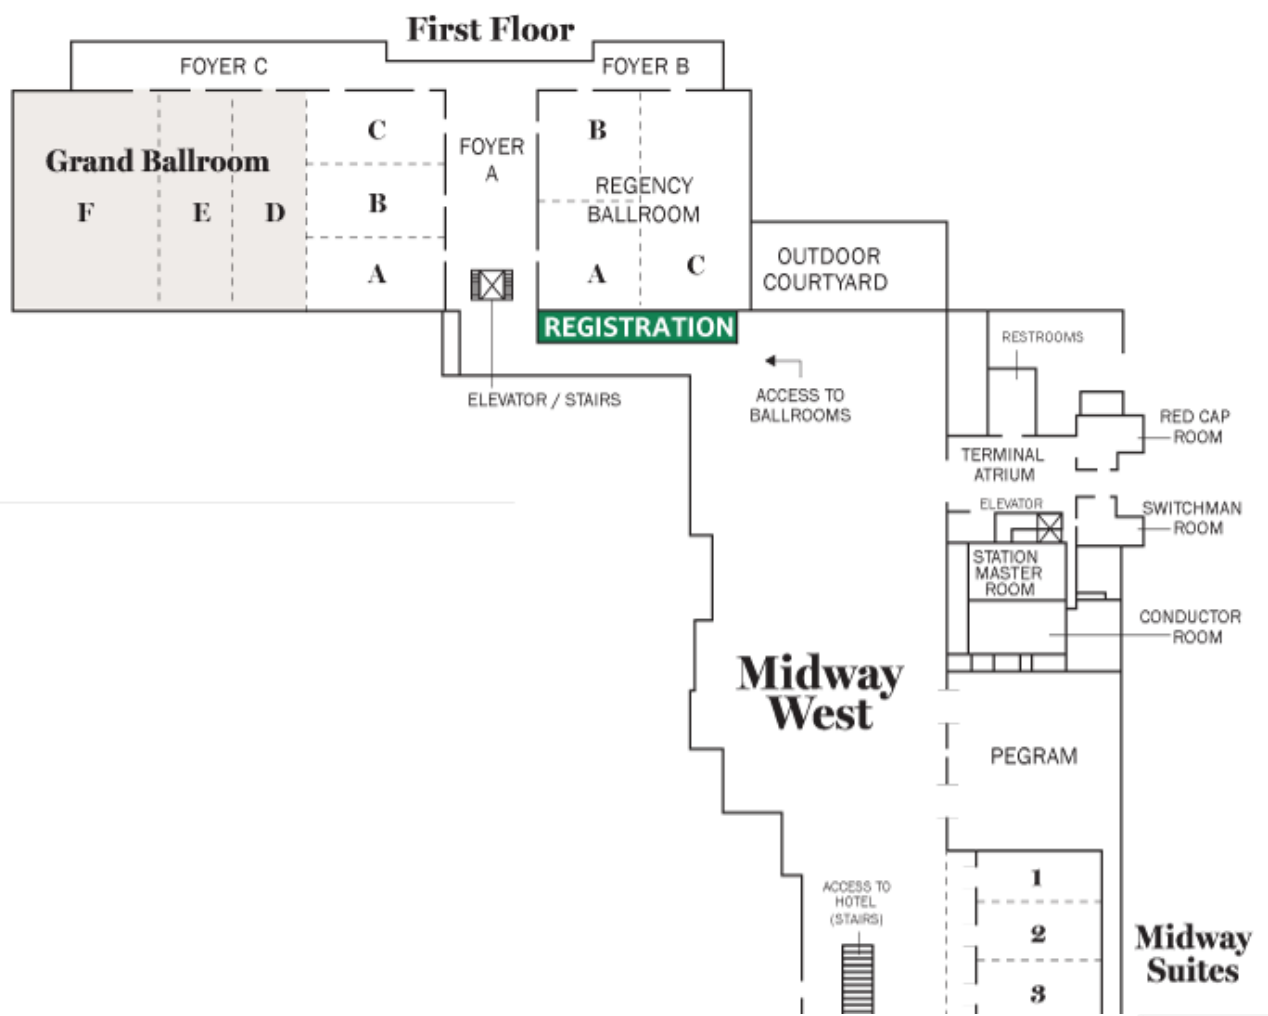 First Floor
FOYER C
FOYER B
Grand Ballroom
F
E
D
C
B
A
FOYER
A
B
REGENCY
BALLROOM
A
C
OUTDOOR
COURTYARD
REGISTRATION
RESTROOMS
ELEVATOR / STAIRS
ACCESS TO
BALLROOMS
RED CAP
ROOM
TERMINAL
ATRIUM
ELEVATOR
SWITCHMAN
ROOM
STATION
MASTER
ROOM
CONDUCTOR
ROOM
Midway
West
PEGRAM
ACCESS TO
HOTEL
(STAIRS)
1
2
3
Midway
Suites